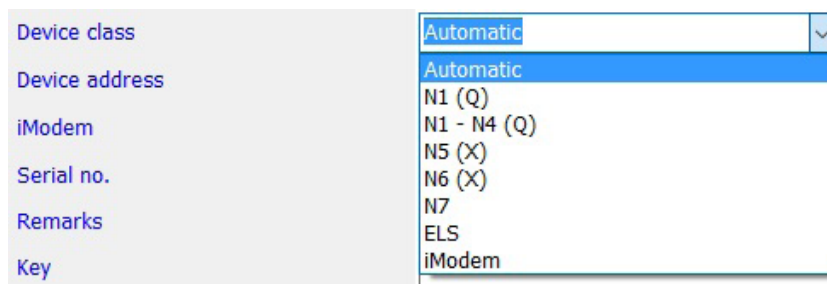 Device class
Automatic
Automatic
Device address
N1 (Q)
iModem
N1 - N4 (Q)
N5 (X)
Serial no.
N6 (X)
N7
Remarks
ELS
Key
iModem